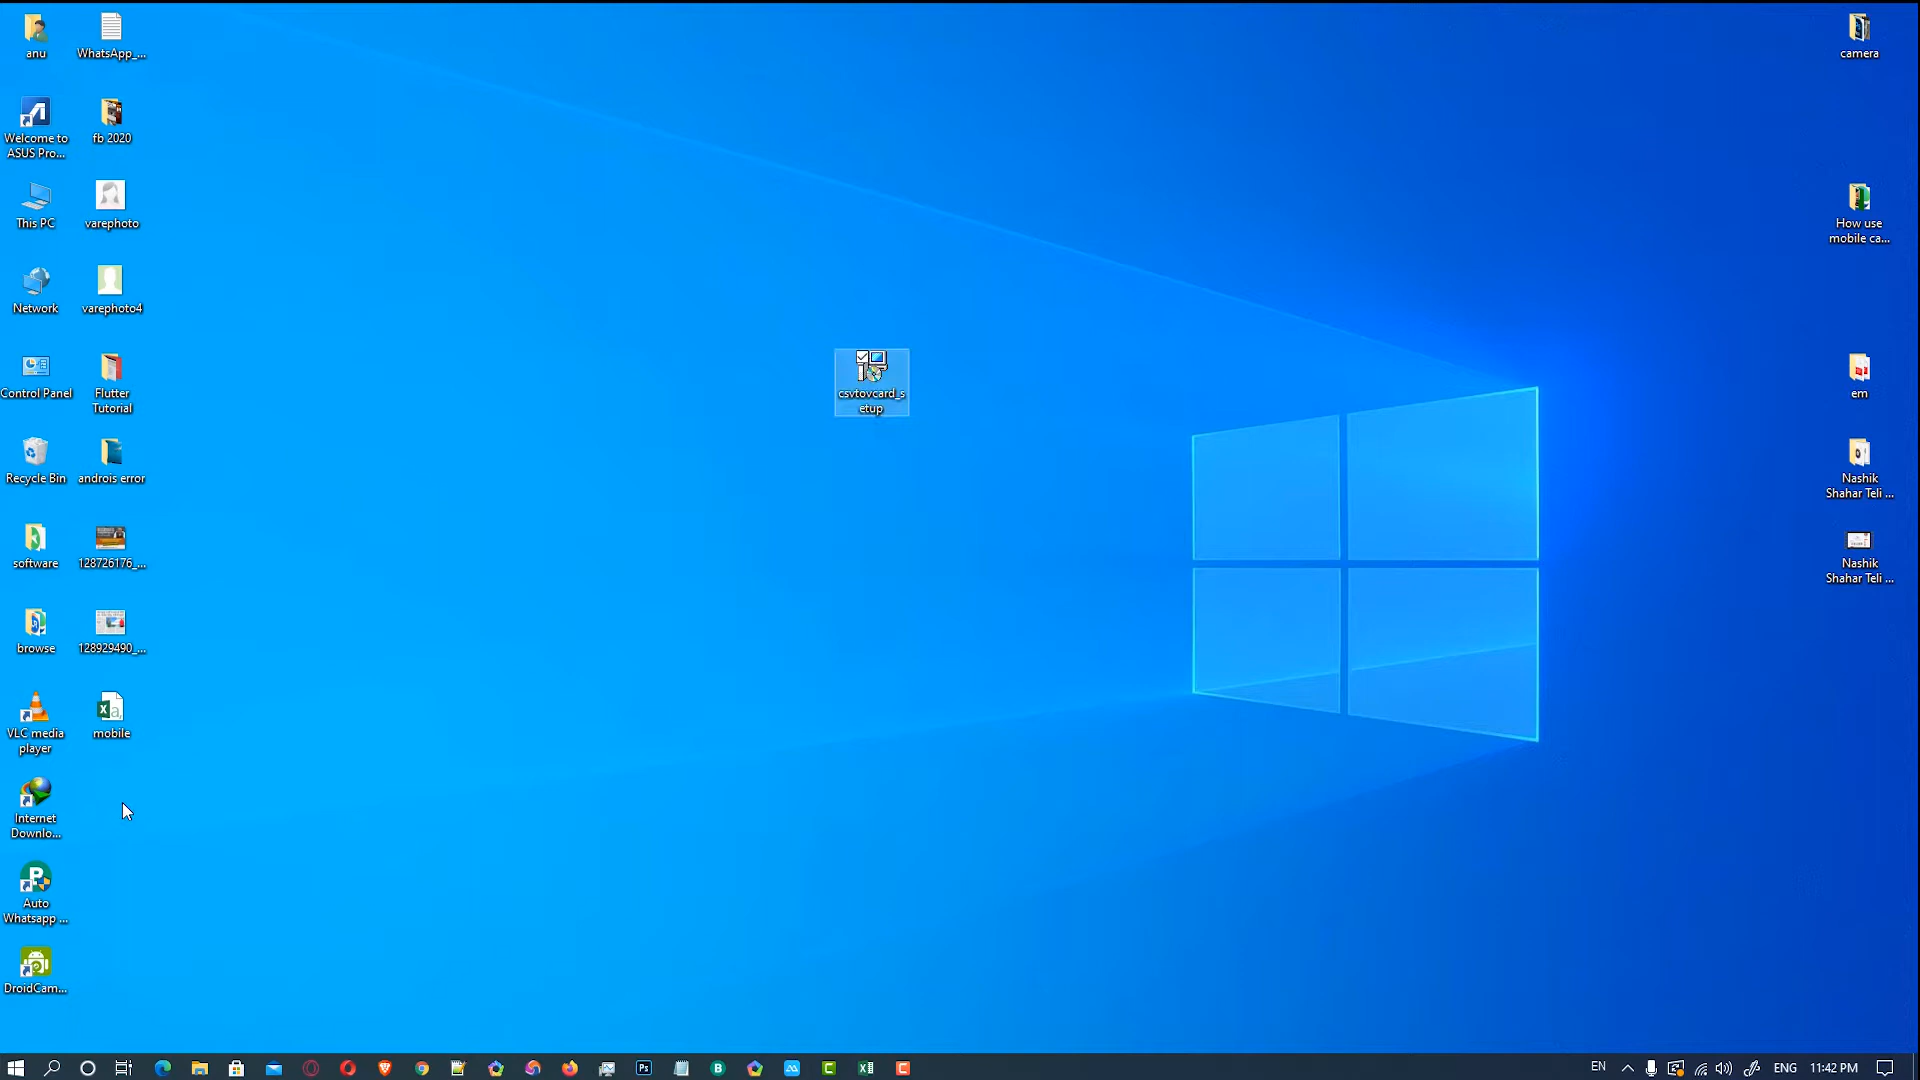 anu
WhatsApp_...
camera
Welcome to
ASUS Pro...
fb 2020
This PC
varephoto
How use
mobile ca...
Network
varephoto4
Control Panel
Flutter
Tutorial
csvtovcard_s
etup
em
Recycle Bin
androis error
Nashik
Shahar Teli ...
software
128726176_...
Nashik
Shahar Teli ...
browse
128929490_...
VLC media
player
mobile
Internet
Downlo...
Auto
Whatsapp ...
DroidCam...
EN
ENG
11:42 PM